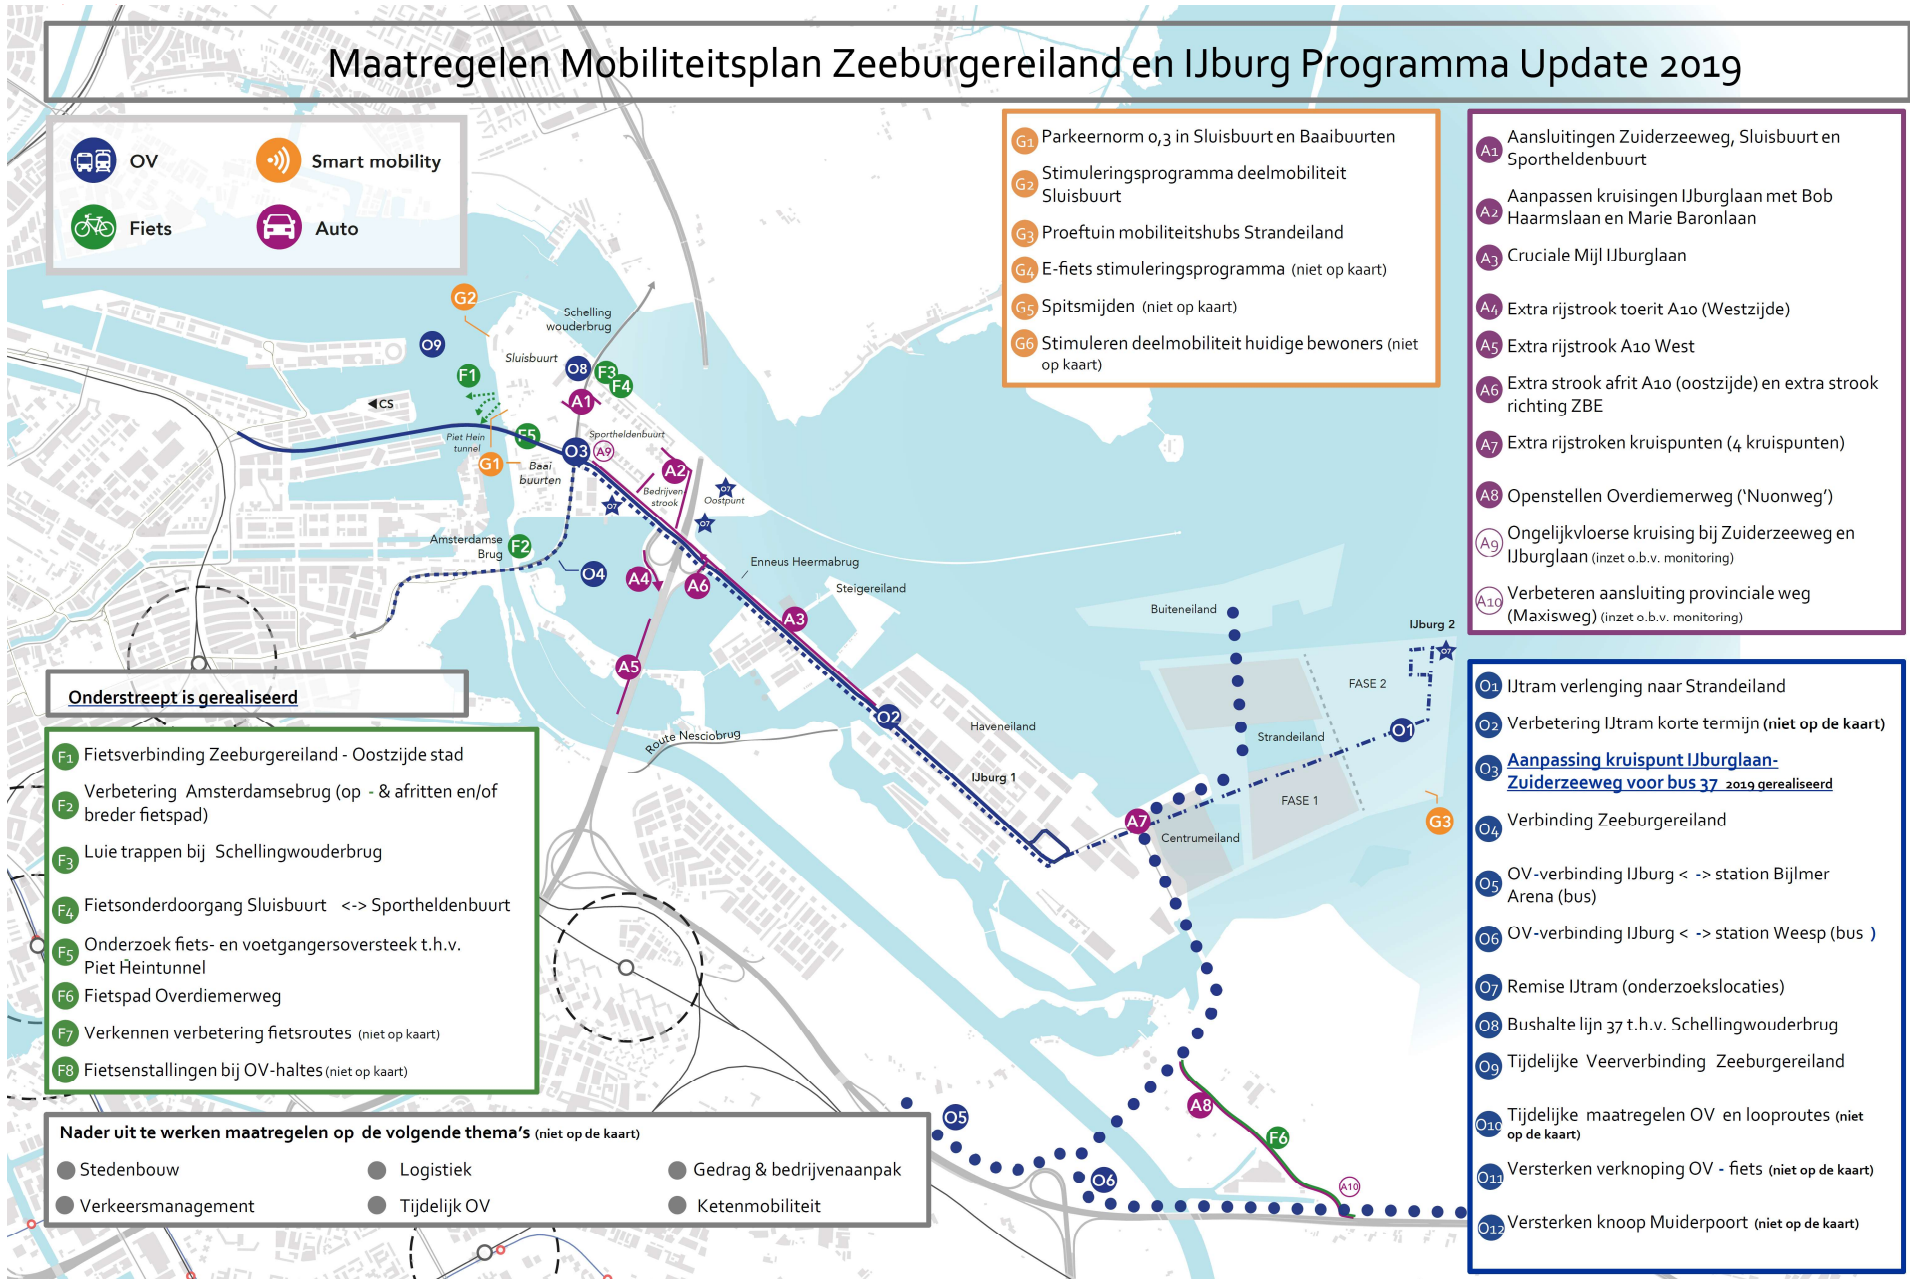 Maatregelen Mobiliteitsplan Zeeburgereiland en IJburg Programma Update 2019
OV
Smart mobility
Fiets
Auto
G1 Parkeernorm 0,3 in Sluisbuurt en Baaibuurten
G2 Stimuleringsprogramma deelmobiliteit
Sluisbuurt
G3 Proeftuin mobiliteitshubs Strandeiland
G4 E-fiets stimuleringsprogramma (niet op kaart)
G5 Spitsmijden (niet op kaart)
G6 Stimuleren deelmobiliteit huidige bewoners (niet
op kaart)
A1 Aansluitingen Zuiderzeeweg, Sluisbuurt en
Sportheldenbuurt
A2 Aanpassen kruisingen IJburglaan met Bob
Haarmslaan en Marie Baronlaan
A3 Cruciale Mijl IJburglaan
A4 Extra rijstrook toerit A10 (Westzijde)
A5 Extra rijstrook A10 West
A6 Extra strook afrit A10 (oostzijde) en extra strook
richting ZBE
A7 Extra rijstroken kruispunten (4 kruispunten)
A8 Openstellen Overdiemerweg (‘Nuonweg’)
A9 Ongelijkvloerse kruising bij Zuiderzeeweg en
IJburglaan (inzet o.b.v. monitoring)
A10 Verbeteren aansluiting provinciale weg
(Maxisweg) (inzet o.b.v. monitoring)
O1 IJtram verlenging naar Strandeiland
O2 Verbetering IJtram korte termijn (niet op de kaart)
O3 Aanpassing kruispunt IJburglaan-
Zuiderzeeweg voor bus 37 2019 gerealiseerd
O4 Verbinding Zeeburgereiland
O5 OV-verbinding IJburg < -> station Bijlmer
Arena (bus)
O6 OV-verbinding IJburg < -> station Weesp (bus )
O7 Remise IJtram (onderzoekslocaties)
O8 Bushalte lijn 37 t.h.v. Schellingwouderbrug
O9 Tijdelijke Veerverbinding Zeeburgereiland
O10 Tijdelijke maatregelen OV en looproutes (niet
op de kaart)
O11 Versterken verknoping OV - fiets (niet op de kaart)
O12 Versterken knoop Muiderpoort (niet op de kaart)
Onderstreept is gerealiseerd
F1 Fietsverbinding Zeeburgereiland - Oostzijde stad
F2 Verbetering Amsterdamsebrug (op - & afritten en/of
breder fietspad)
F3 Luie trappen bij Schellingwouderbrug
F4 Fietsonderdoorgang Sluisbuurt <-> Sportheldenbuurt
F5 Onderzoek fiets- en voetgangersoversteek t.h.v.
Piet Heintunnel
F6 Fietspad Overdiemerweg
F7 Verkennen verbetering fietsroutes (niet op kaart)
F8 Fietsenstallingen bij OV-haltes (niet op kaart)
Nader uit te werken maatregelen op de volgende thema’s (niet op de kaart)
Stedenbouw
Logistiek
Gedrag & bedrijvenaanpak
Verkeersmanagement
Tijdelijk OV
Ketenmobiliteit
G2
Schelling
wouderbrug
O9
Sluisbuurt
O8
F3
F4
F1
A1
CS
Piet Hein
tunnel
F5
O3
Sportheldenbuurt
A9
G1
Baai
buurten
A2
Bedrijven
strook
O7
Oostpunt
O7
O7
Amsterdamse
Brug
F2
O4
A4
A6
Enneus Heermabrug
Steigereiland
A3
A5
Buiteneiland
IJburg 2
O7
FASE 2
O2
Route Nesciobrug
Haveneiland
Strandeiland
O1
IJburg 1
FASE 1
A7
G3
Centrumeiland
A8
O5
F6
O6
A10